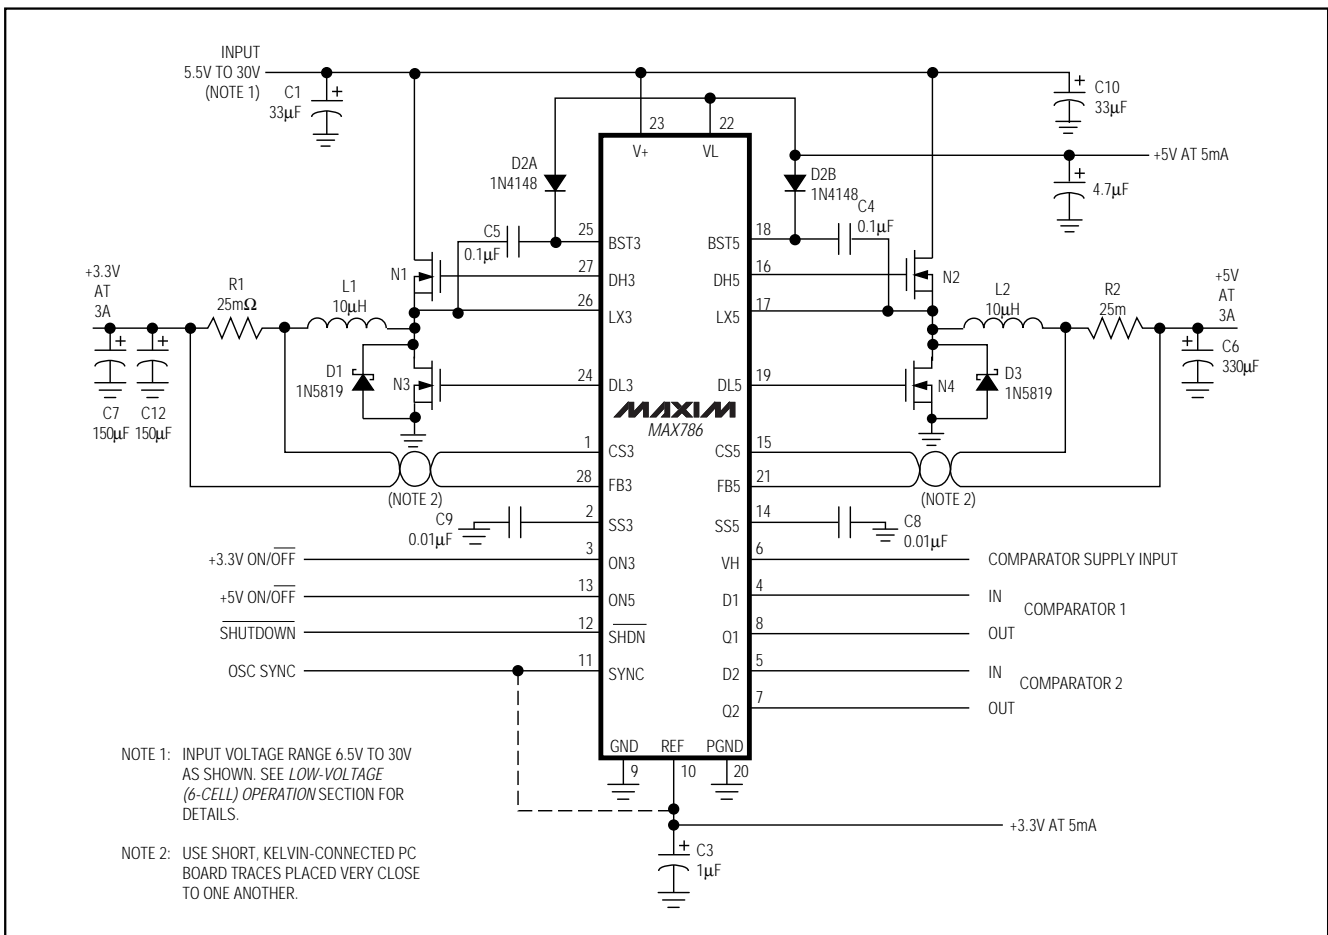 INPUT
5.5V TO 30V
(NOTE 1)
C1
33µF
+
+
C10
33µF
23
22
V+
VL
+5V AT 5mA
+
4.7µF
D2A
1N4148
D2B
1N4148
C5
0.1µF
C4
0.1µF
25
BST3
BST5
18
27
DH3
DH5
16
26
LX3
LX5
17
N1
N2
+3.3V
AT
3A
R1
25mΩ
L1
10µH
L2
10µH
R2
25m
+5V
AT
3A
+
+
C7
150µF
C12
150µF
+
C6
330µF
D1
1N5819
N3
24
DL3
DL5
19
N4
D3
1N5819
MAXIM
MAX786
1
CS3
CS5
15
28
FB3
FB5
21
(NOTE 2)
(NOTE 2)
C9
0.01µF
2
SS3
SS5
14
C8
0.01µF
+3.3V ON/OFF
3
ON3
VH
6
COMPARATOR SUPPLY INPUT
+5V ON/OFF
13
ON5
D1
4
IN
COMPARATOR 1
SHUTDOWN
12
SHDN
Q1
8
OUT
OSC SYNC
11
SYNC
D2
5
IN
COMPARATOR 2
Q2
7
OUT
GND
REF
PGND
9
10
20
+3.3V AT 5mA
+
C3
1µF
NOTE 1: INPUT VOLTAGE RANGE 6.5V TO 30V
AS SHOWN. SEE LOW-VOLTAGE
(6-CELL) OPERATION SECTION FOR
DETAILS.
NOTE 2: USE SHORT, KELVIN-CONNECTED PC
BOARD TRACES PLACED VERY CLOSE
TO ONE ANOTHER.